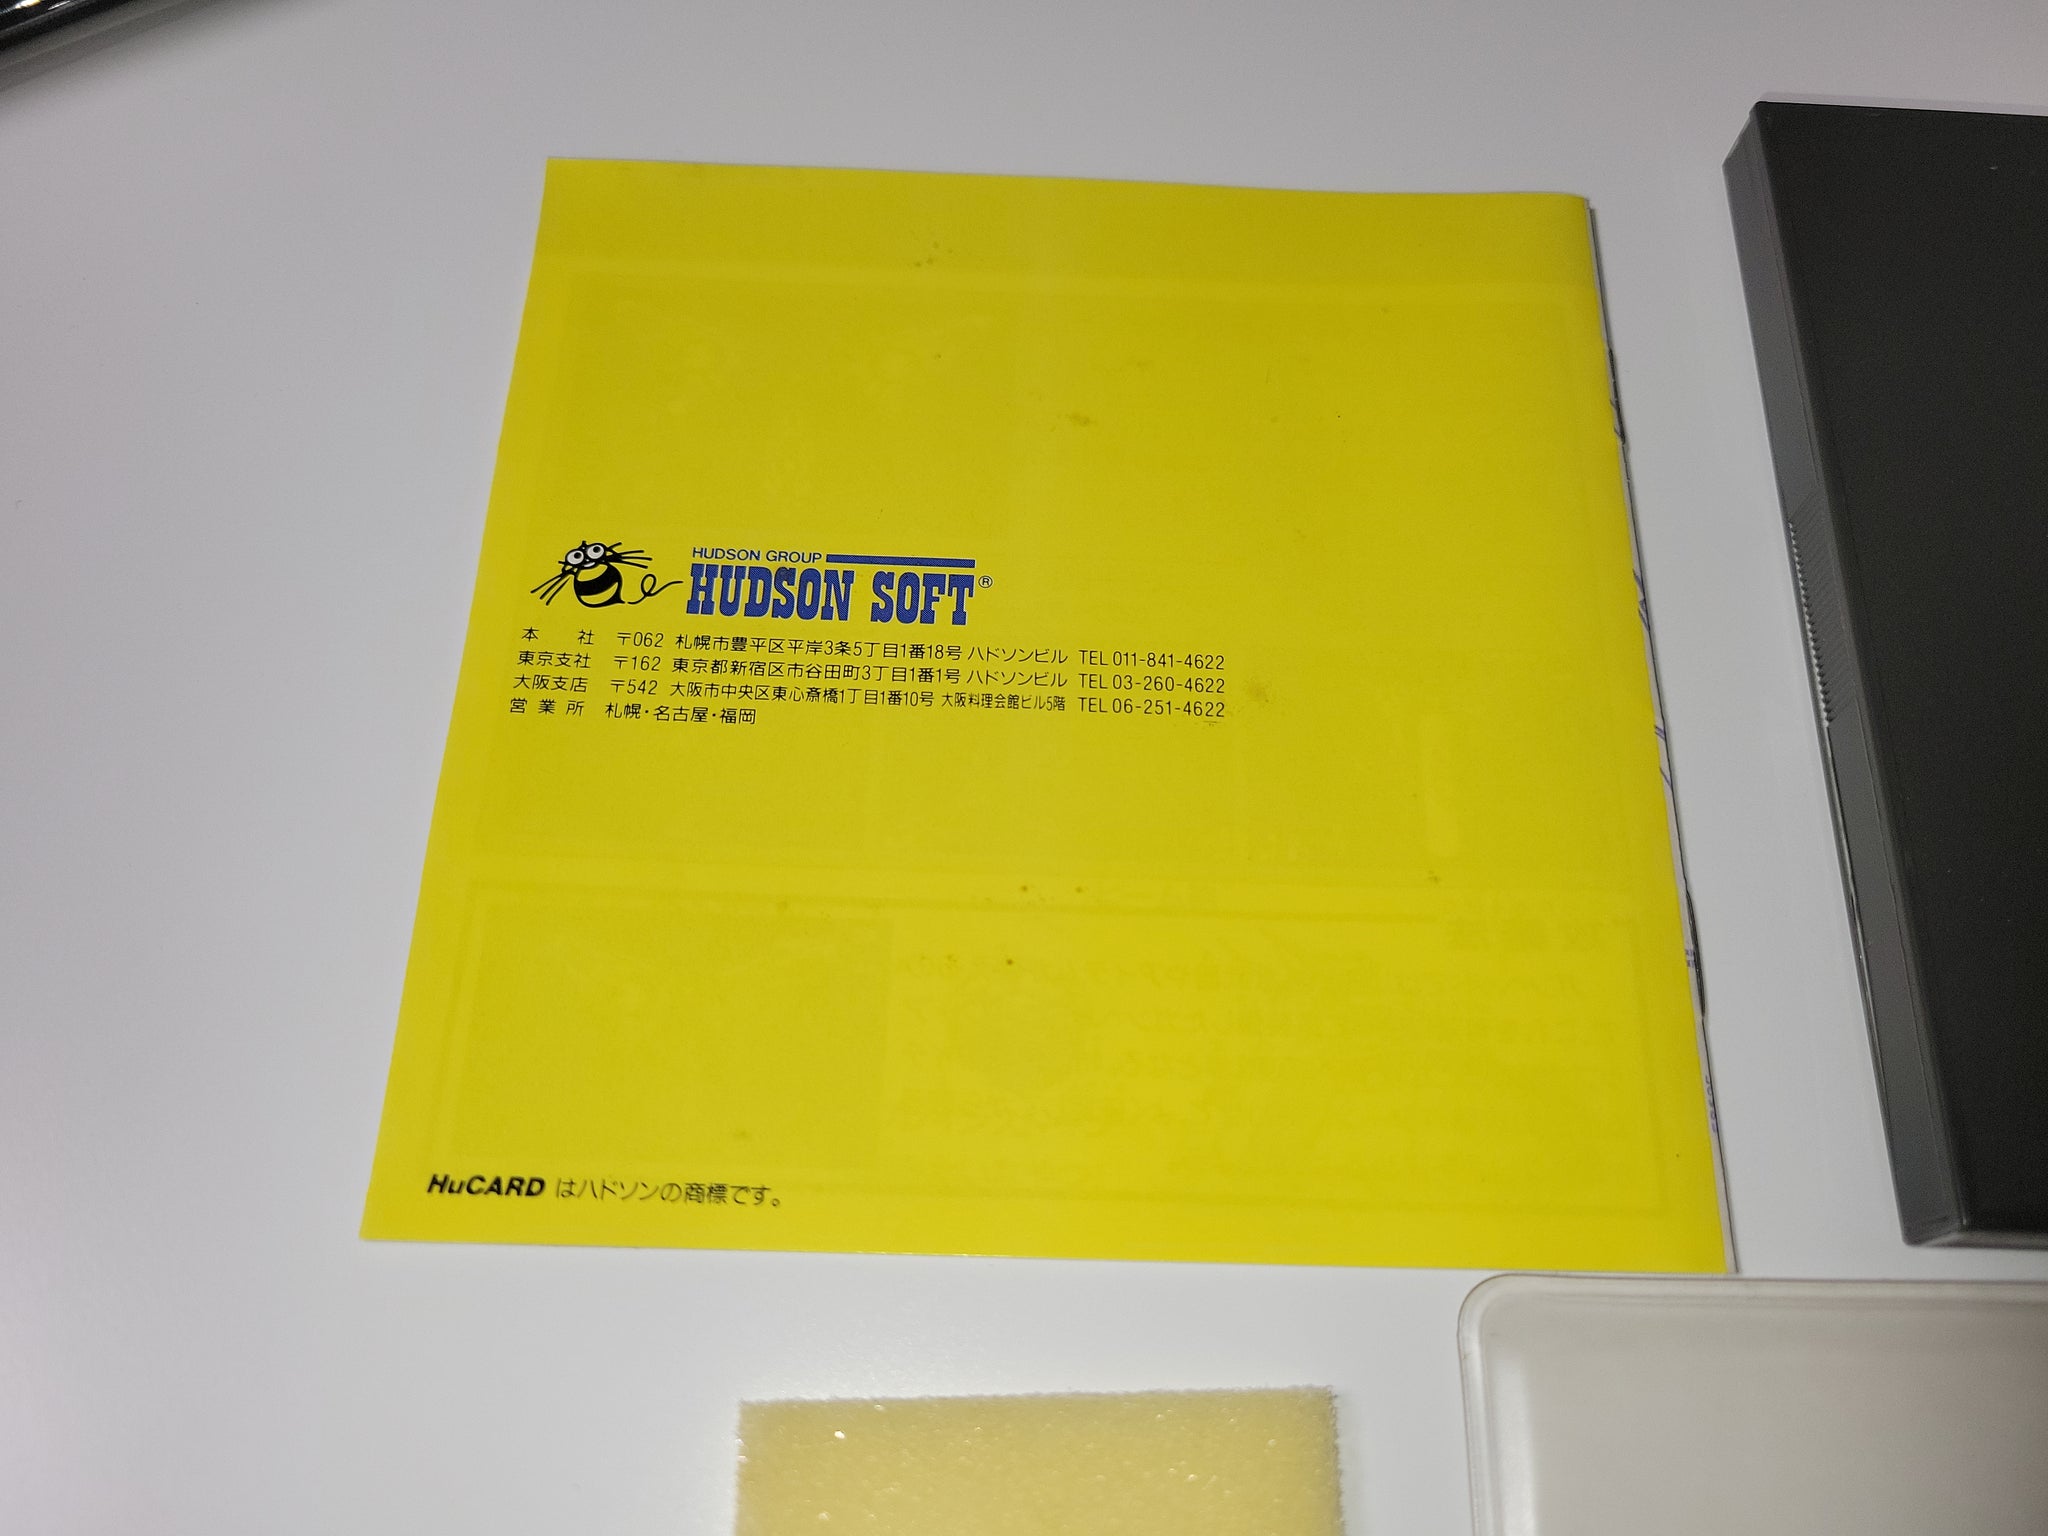 HUDSON GROUP
HUDSON SOFT®
本社 〒062 札幌市豊平区平岸3条5丁目1番18号 ハドソンビル TEL 011-841-4622
東京支社 〒162 東京都新宿区市谷田町3丁目1番1号 ハドソンビル TEL 03-260-4622
大阪支店 〒542 大阪市中央区東心斎橋1丁目1番10号 大阪料理会館ビル5階 TEL 06-251-4622
営業所 札幌・名古屋・福岡
HuCARD はハドソンの商標です。